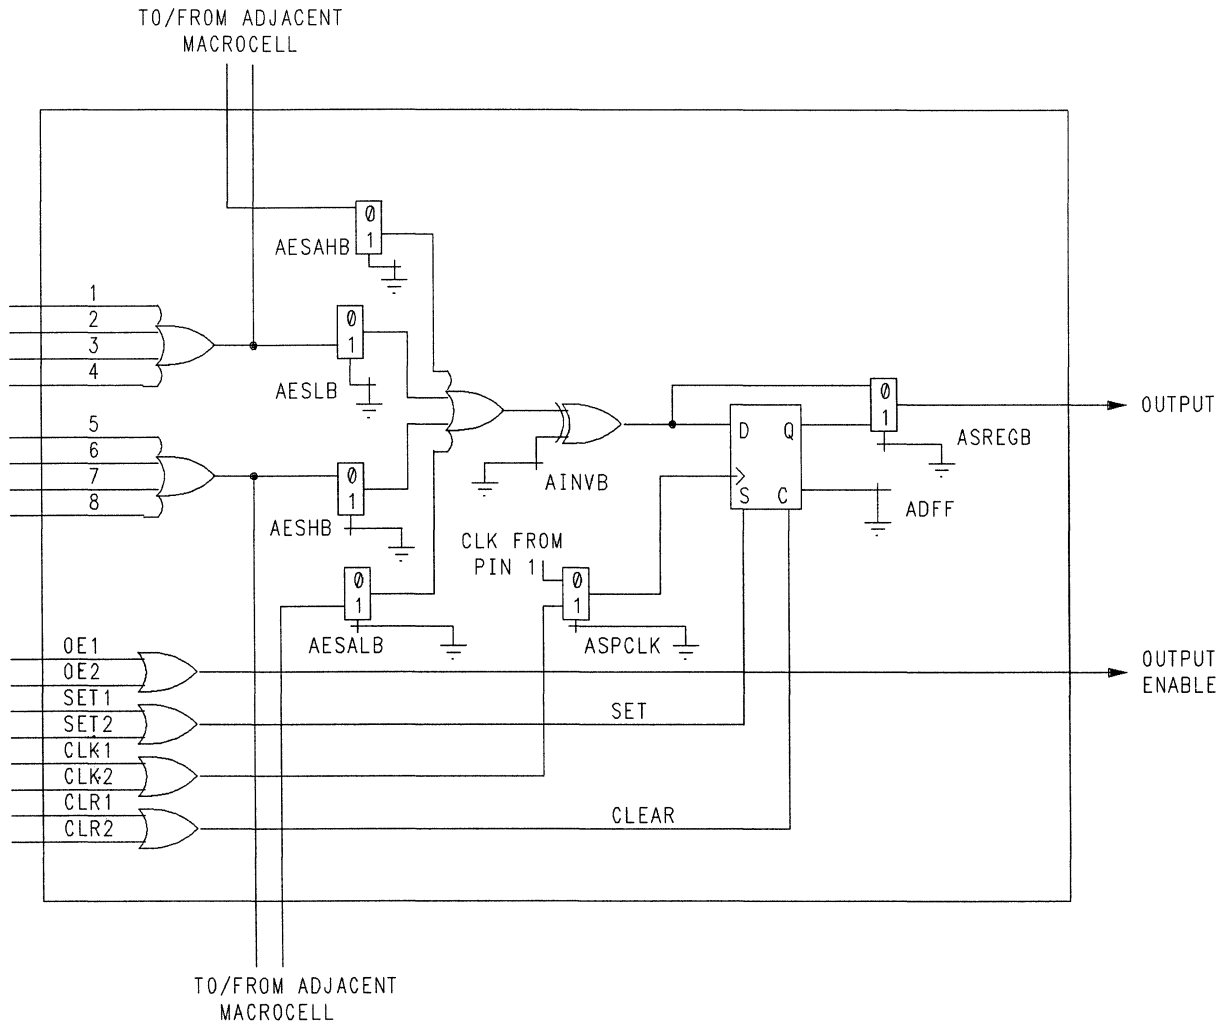 TO/FROM ADJACENT
MACROCELL
Ø
1
AESAHB
1
2
3
4
Ø
1
AESLB
5
6
7
8
Ø
1
AESHB
Ø
1
AESALB
AINVB
CLK FROM
PIN 1
Ø
1
ASPCLK
D Q
S C
ADFF
Ø
1
ASREGB
OUTPUT
OE1
OE2
SET1
SET2
CLK1
CLK2
CLR1
CLR2
SET
CLEAR
OUTPUT
ENABLE
TO/FROM ADJACENT
MACROCELL